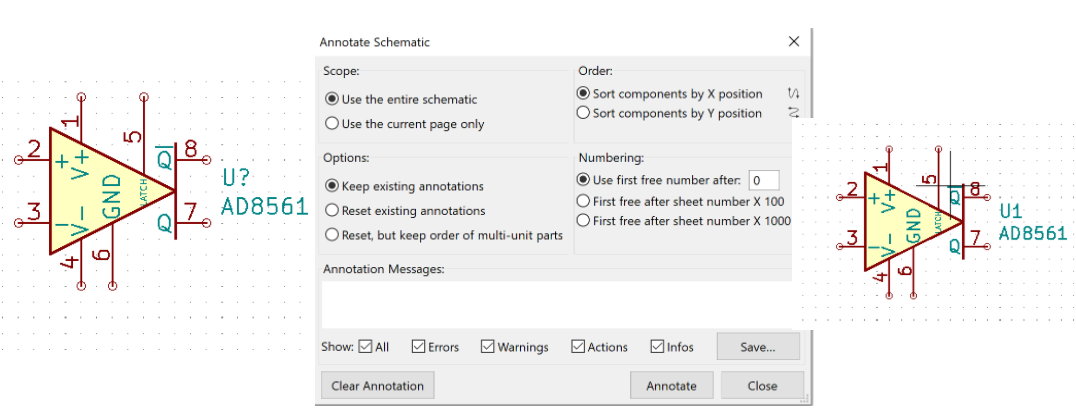 Annotate Schematic
Scope:
Use the entire schematic
Use the current page only
Order:
Sort components by X position
Sort components by Y position
Options:
Keep existing annotations
Reset existing annotations
Reset, but keep order of multi-unit parts
Numbering:
Use first free number after: 0
First free after sheet number X 100
First free after sheet number X 1000
Annotation Messages:
Show: All Errors Warnings Actions Infos Save...
Clear Annotation Annotate Close
1
5
2
+
V+
Q
8
U?
AD8561
GND
LATCH
3
−
V−
Q
7
4
6
1
5
2
+
V+
Q
8
U1
AD8561
GND
LATCH
3
−
V−
Q
7
4
6